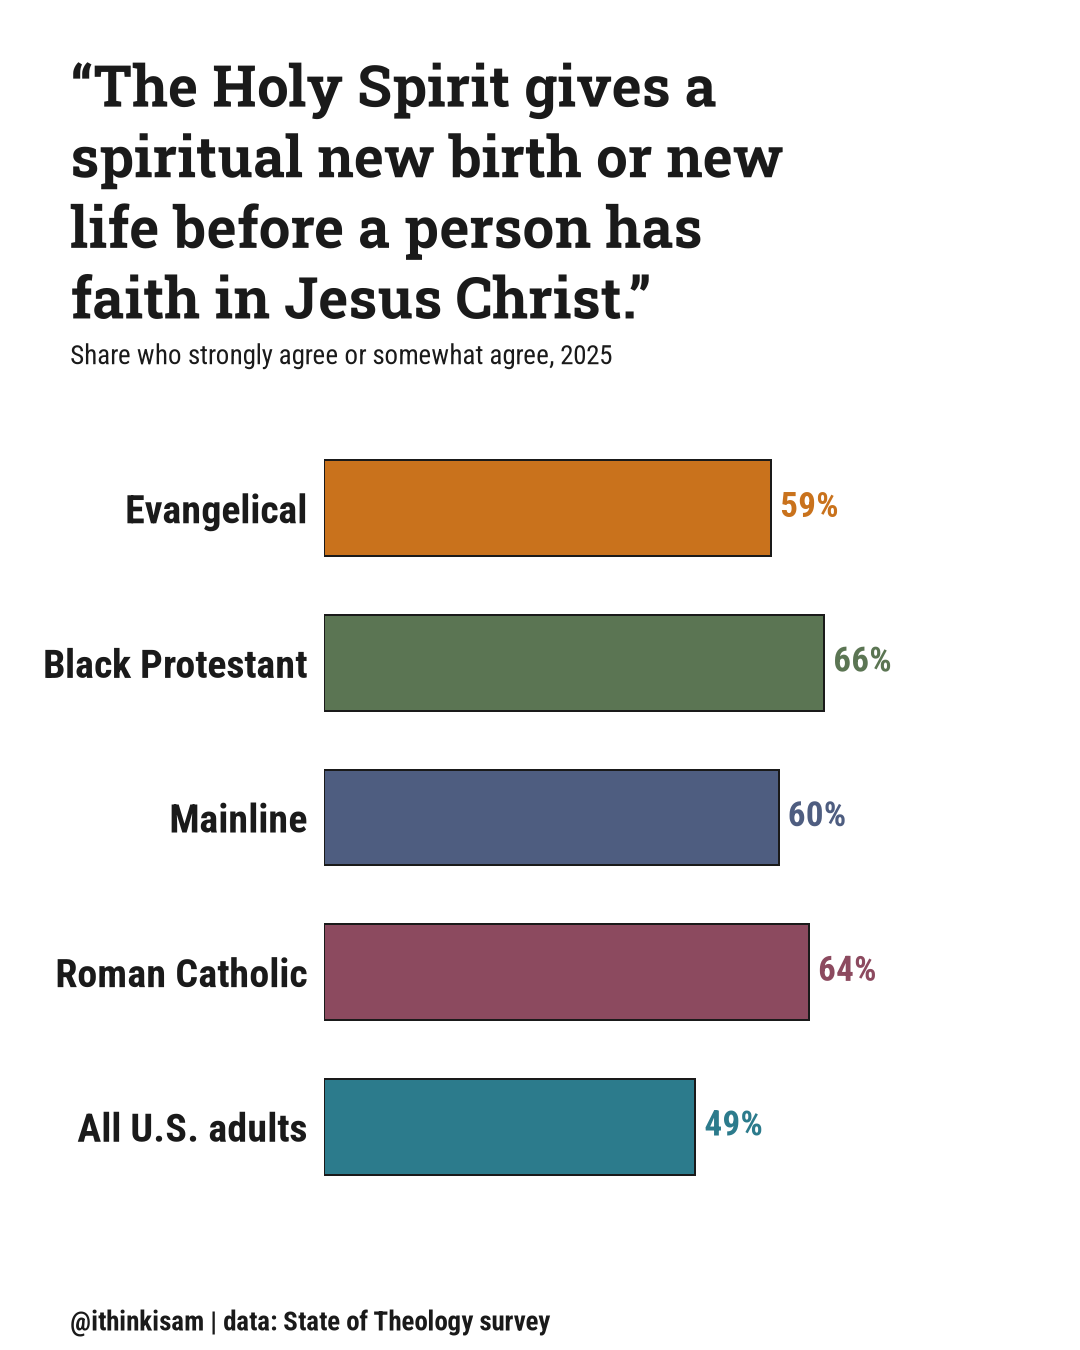 “The Holy Spirit gives a
spiritual new birth or new
life before a person has
faith in Jesus Christ.”
Share who strongly agree or somewhat agree, 2025
Evangelical 59%
Black Protestant 66%
Mainline 60%
Roman Catholic 64%
All U.S. adults 49%
@ithinkisam | data: State of Theology survey